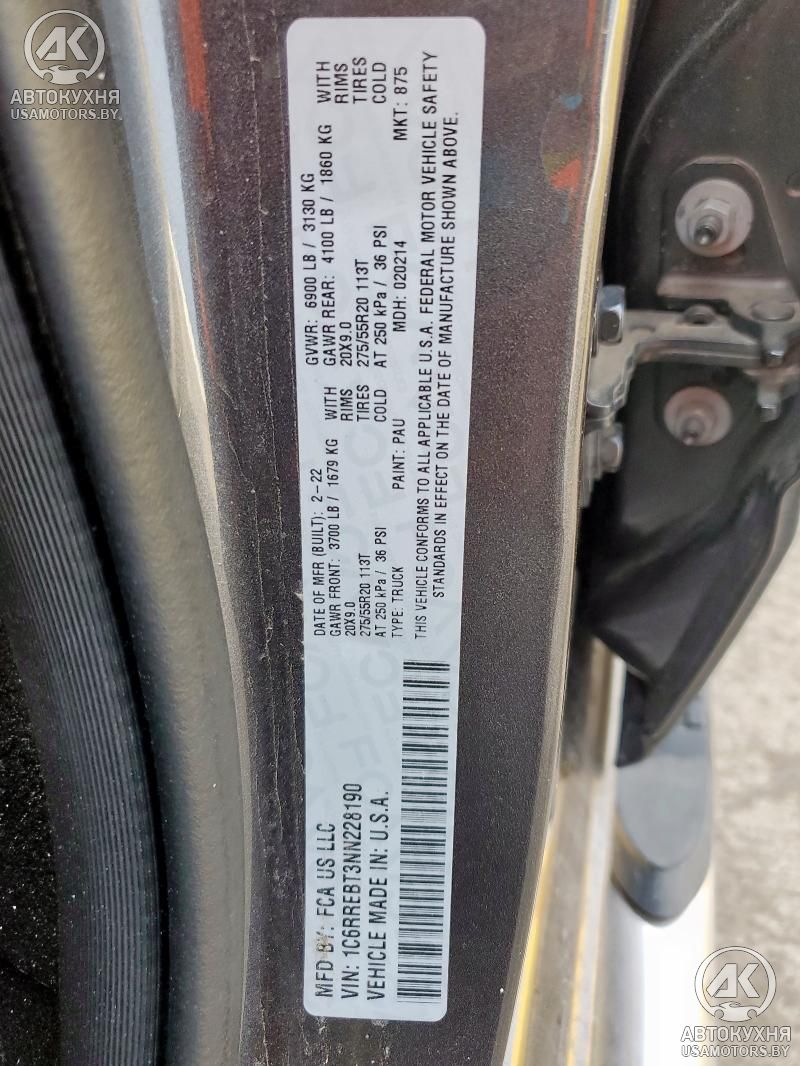 AK
АВТОКУХНЯ
USAMOTORS.BY
MFD BY: FCA US LLC
VIN: 1C6RREBT3NN228190
VEHICLE MADE IN: U.S.A.
DATE OF MFR (BUILT): 2-22
GVWR: 6900 LB / 3130 KG
GAWR FRONT: 3700 LB / 1679 KG WITH
20X9.0 RIMS
275/55R20 113T TIRES
AT 250 kPa / 36 PSI COLD
GAWR REAR: 4100 LB / 1860 KG WITH
20X9.0 RIMS
275/55R20 113T TIRES
AT 250 kPa / 36 PSI COLD
TYPE: TRUCK PAINT: PAU MDH: 020214 MKT: 875
THIS VEHICLE CONFORMS TO ALL APPLICABLE U.S.A. FEDERAL MOTOR VEHICLE SAFETY
STANDARDS IN EFFECT ON THE DATE OF MANUFACTURE SHOWN ABOVE.
AK
АВТОКУХНЯ
USAMOTORS.BY